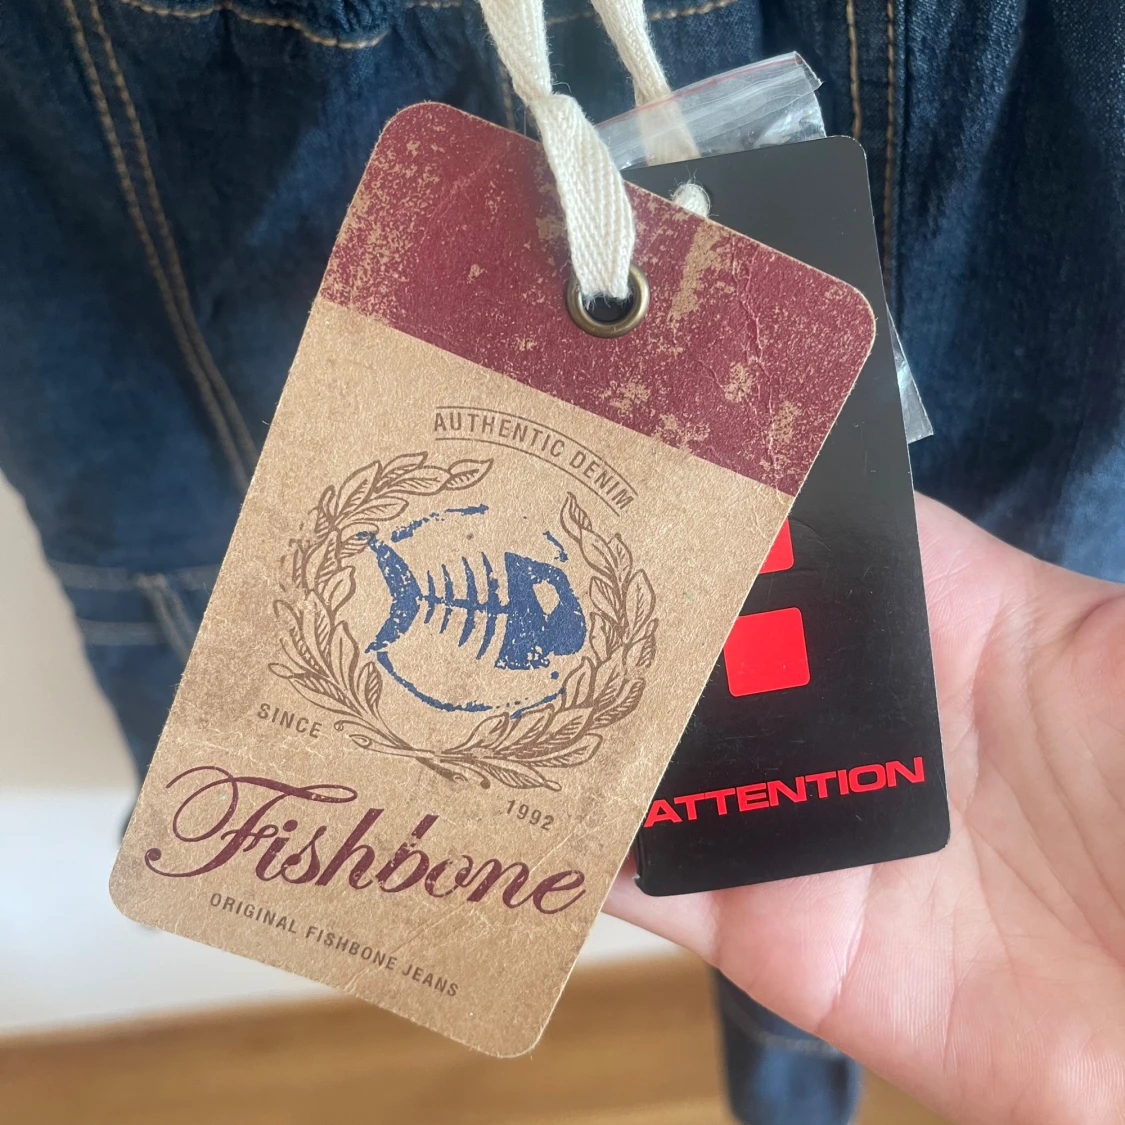 AUTHENTIC DENIM
SINCE
1992
Fishbone
ORIGINAL FISHBONE JEANS
ATTENTION